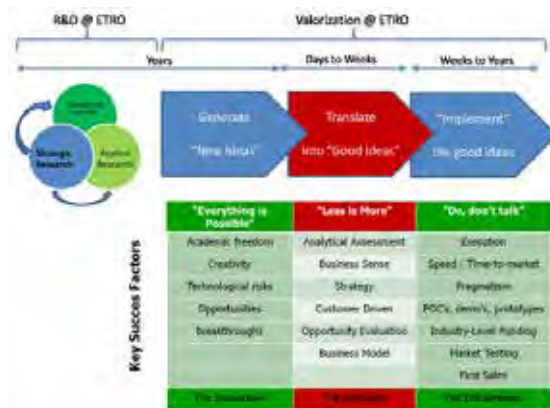 R&D @ ETRO
Valorization @ ETRO
Years
Days to Weeks
Weeks to Years
Strategic
Research
Applied
Research
Generate
"New Ideas"
Translate
into "Good ideas"
"Implement"
the good ideas
Key Succes Factors
"Everything is
Possible"
"Less is More"
"Do, don't talk"
Academic freedom
Analytical Assessment
Execution
Creativity
Business Sense
Speed / Time-to-market
Technological risks
Strategy
Pragmatism
Opportunities
Customer Driven
POC's, demo's, prototypes
Breakthroughs
Opportunity Evaluation
Industry-Level Funding
Business Model
Market Testing
First Sales